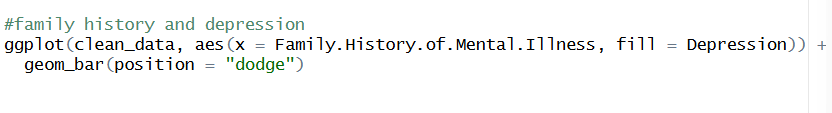 #family history and depression
ggplot(clean_data, aes(x = Family.History.of.Mental.Illness, fill = Depression)) +
  geom_bar(position = "dodge")